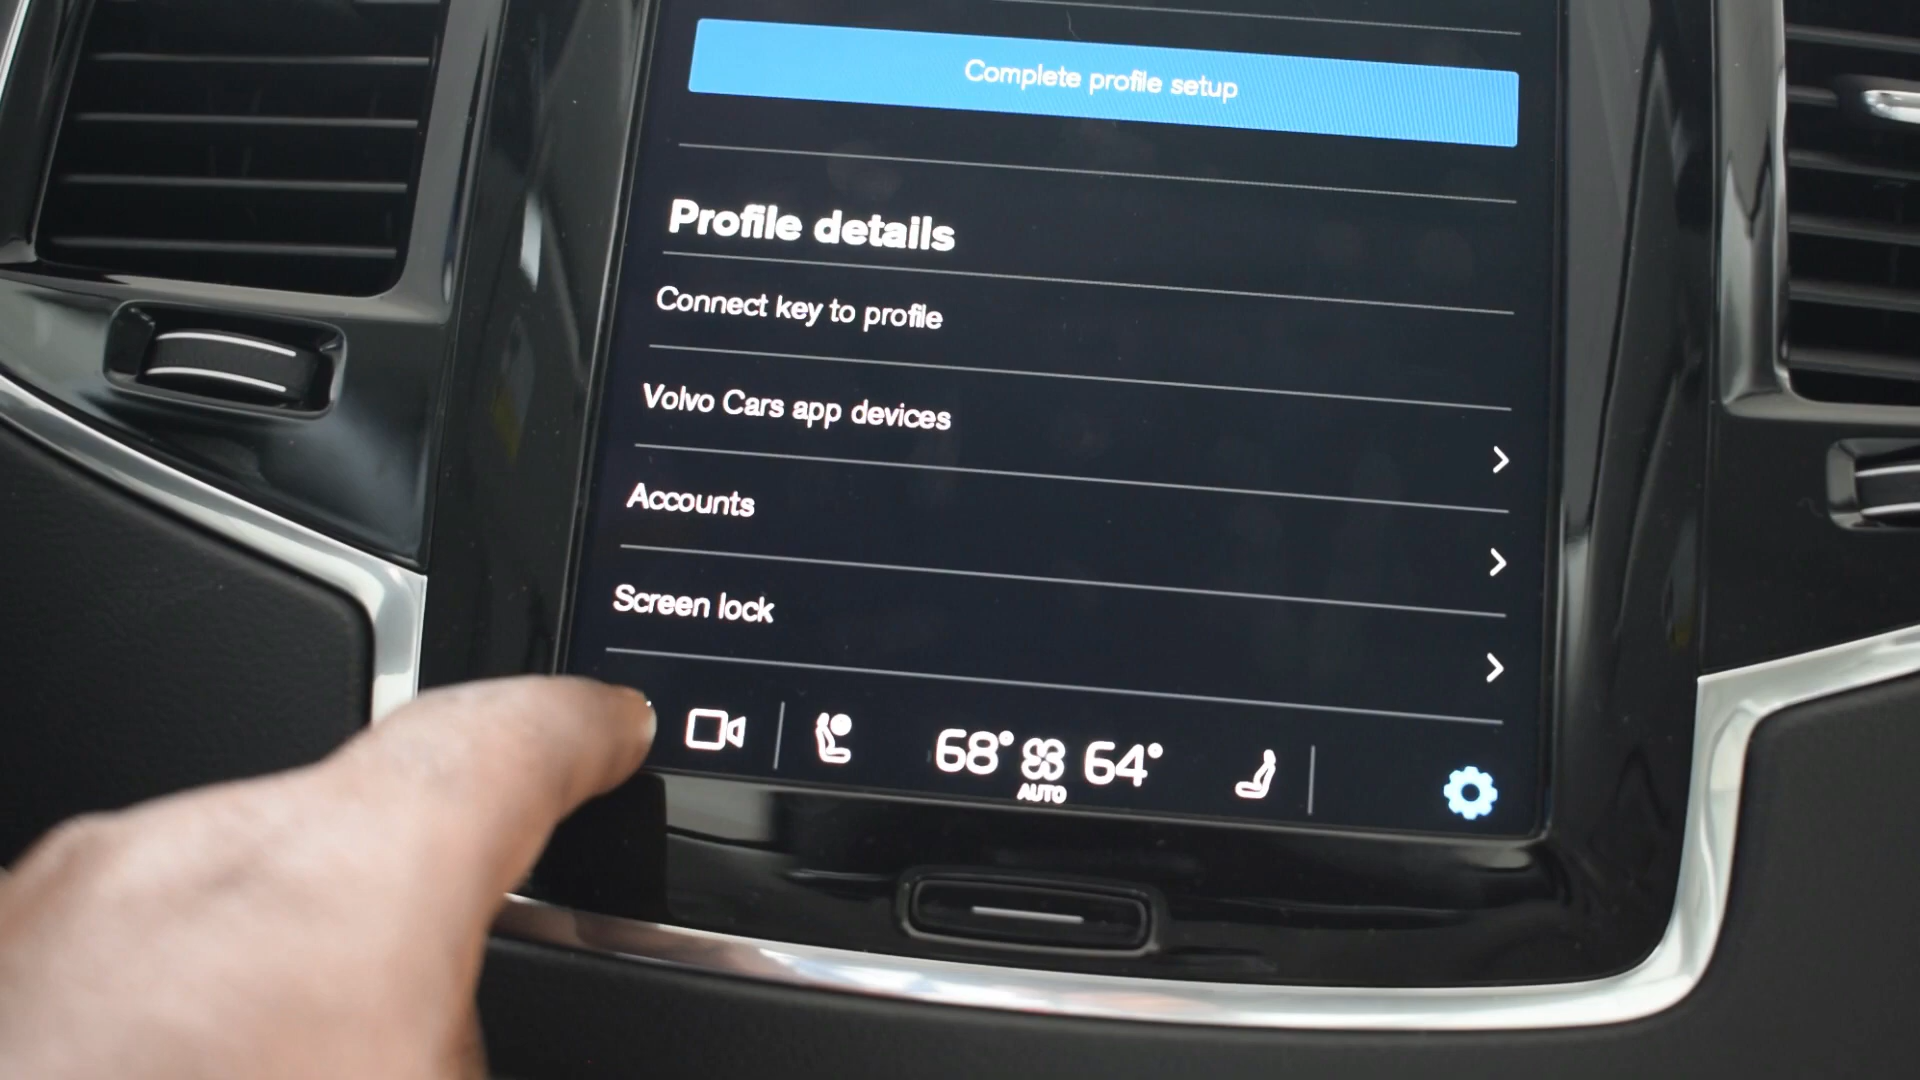 Complete profile setup
Profile details
Connect key to profile
Volvo Cars app devices
Accounts
Screen lock
68° 64°
AUTO